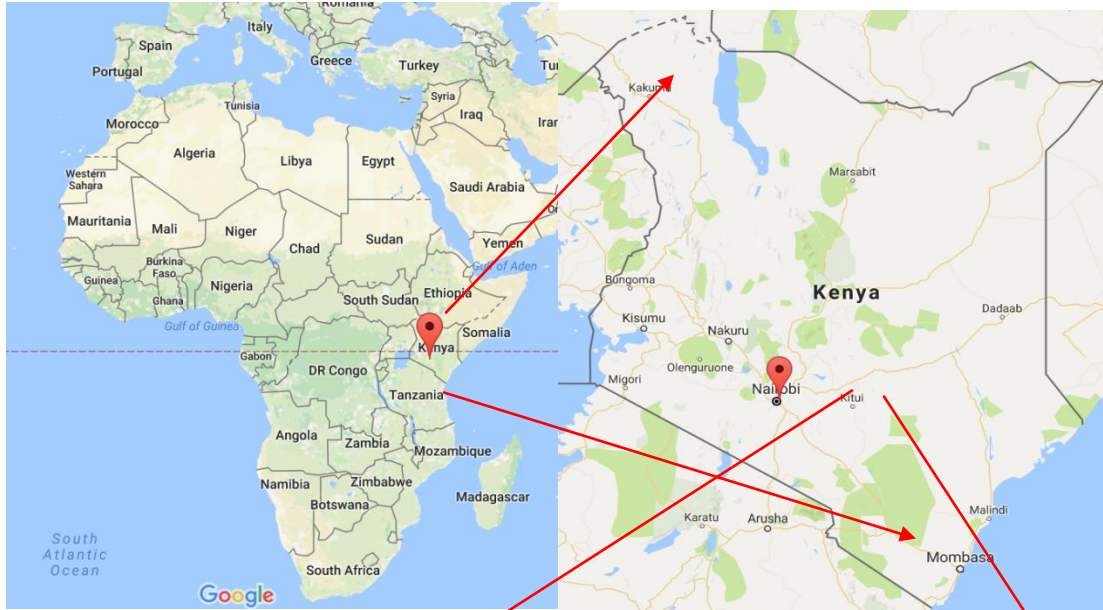 Romania
Italy
Spain
Greece
Turkey
Portugal
Syria
Tunisia
Iraq
Iran
Morocco
Algeria
Libya
Egypt
Western
Sahara
Saudi Arabia
Mauritania
Mali
Niger
Chad
Sudan
Yemen
Gulf of Aden
Burkina
Faso
Guinea
Ghana
Nigeria
Ethiopia
South Sudan
Somalia
Gulf of Guinea
Kenya
Gabon
DR Congo
Tanzania
Angola
Zambia
Mozambique
Namibia
Zimbabwe
Botswana
Madagascar
South
Atlantic
Ocean
South Africa
Google
Kakuma
Marsabit
Bungoma
Kenya
Kisumu
Nakuru
Dadaab
Olenguruone
Migori
Nairobi
Kitui
Karatu
Arusha
Malindi
Mombasa